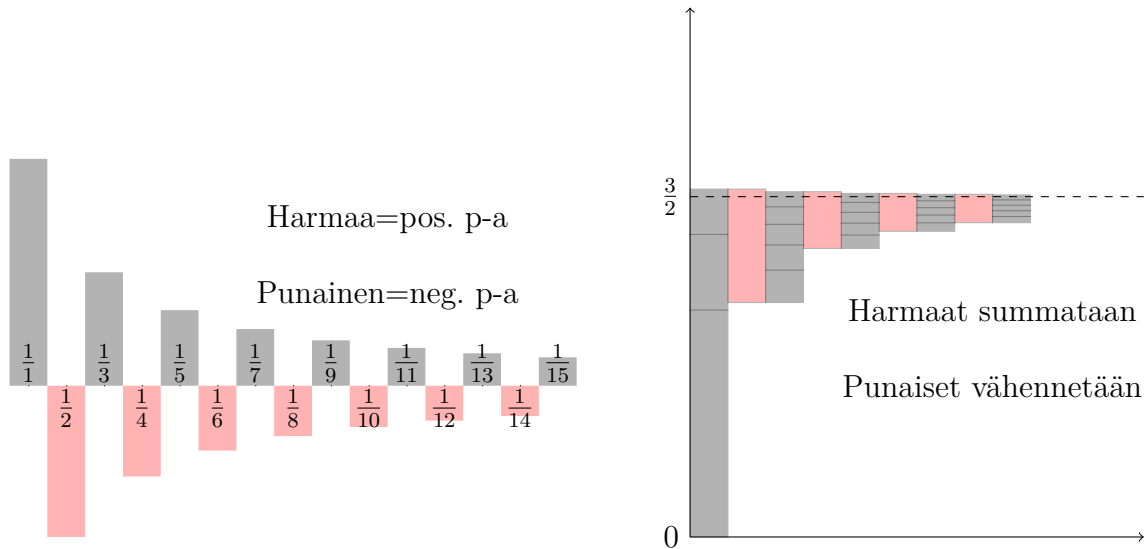 Harmaa=pos. p-a
Punainen=neg. p-a
1/1 1/3 1/5 1/7 1/9 1/11 1/13 1/15
1/2 1/4 1/6 1/8 1/10 1/12 1/14
3/2
Harmaat summataan
Punaiset vähennetään
0